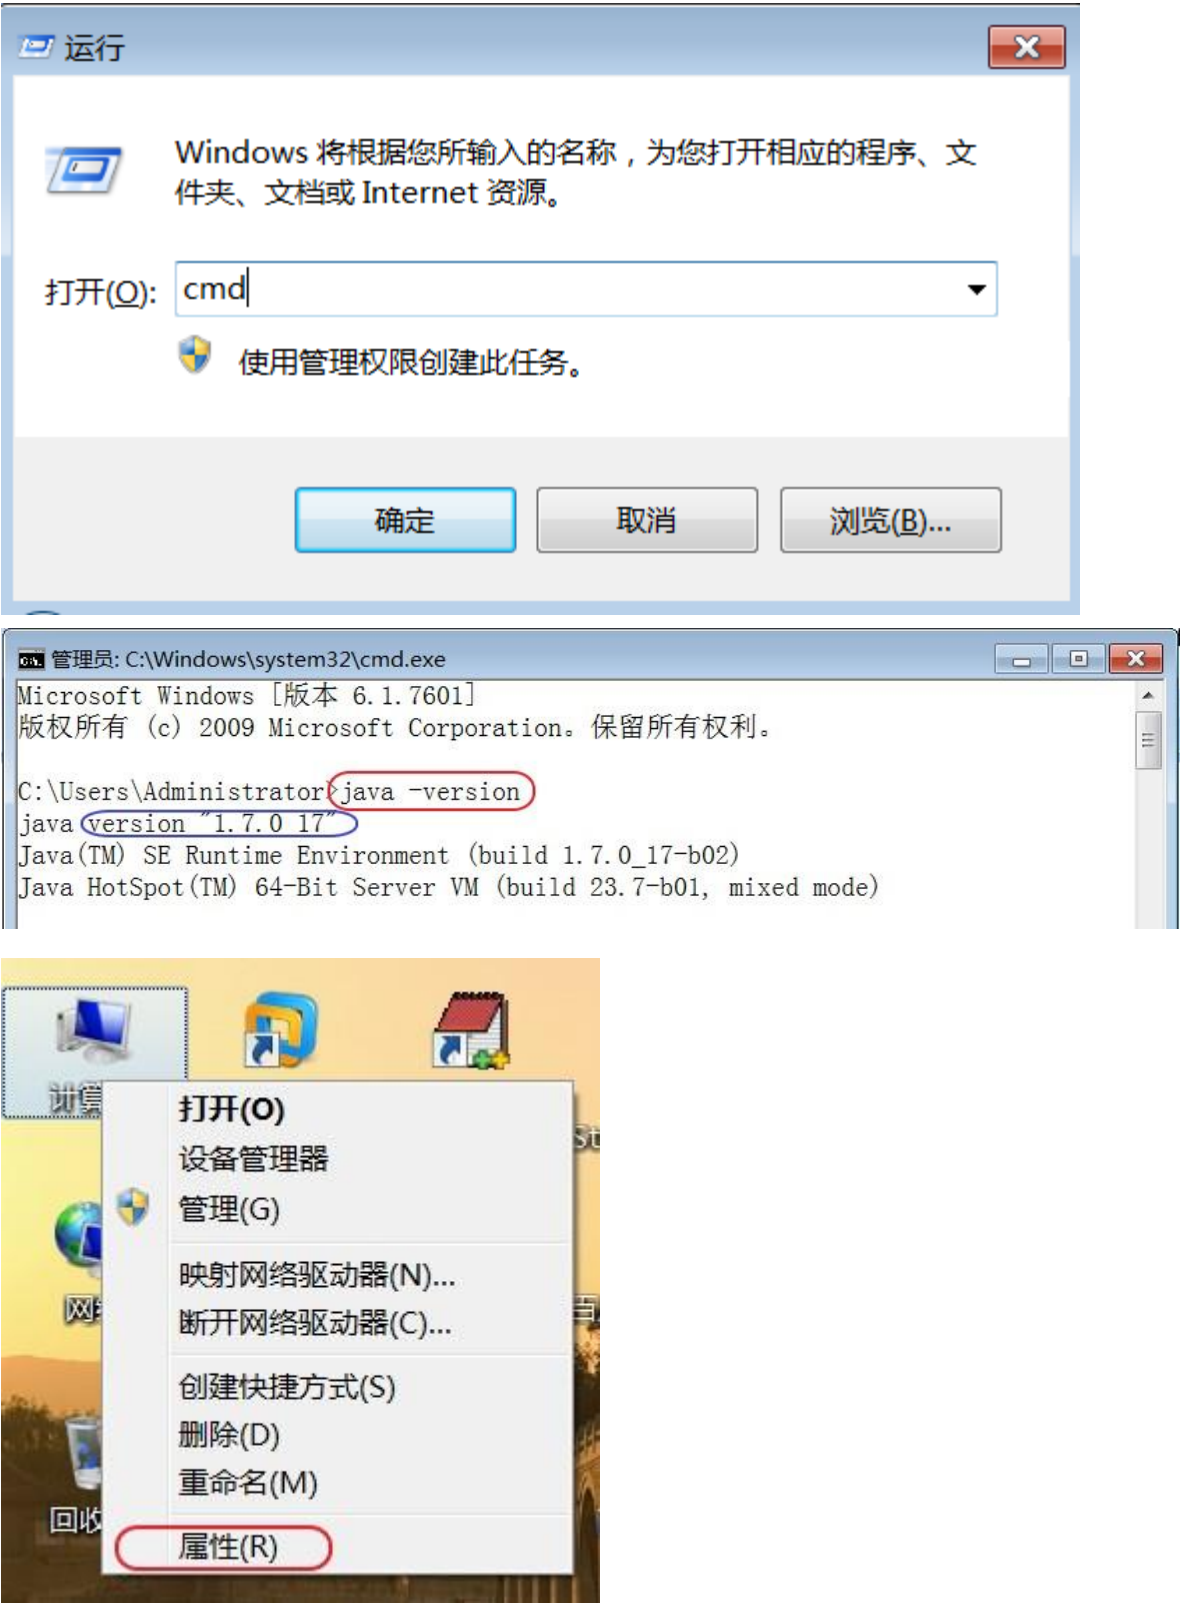 运行
Windows 将根据您所输入的名称，为您打开相应的程序、文
件夹、文档或 Internet 资源。
打开(O): cmd
使用管理权限创建此任务。
确定 取消 浏览(B)...
管理员: C:\Windows\system32\cmd.exe
Microsoft Windows [版本 6.1.7601]
版权所有 (c) 2009 Microsoft Corporation。保留所有权利。
C:\Users\Administrator>java -version
java version "1.7.0_17"
Java(TM) SE Runtime Environment (build 1.7.0_17-b02)
Java HotSpot(TM) 64-Bit Server VM (build 23.7-b01, mixed mode)
计算
打开(O)
St
设备管理器
管理(G)
映射网络驱动器(N)...
网
断开网络驱动器(C)...
创建快捷方式(S)
删除(D)
重命名(M)
回收
属性(R)